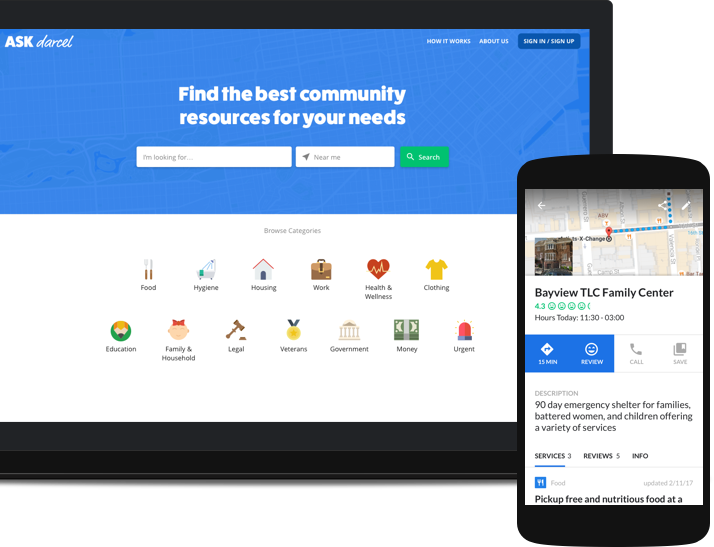 ASK darcel
HOW IT WORKS
ABOUT US
SIGN IN / SIGN UP
Find the best community
resources for your needs
I'm looking for...
Near me
Search
Browse Categories
Food
Hygiene
Housing
Work
Health &
Wellness
Clothing
Education
Family &
Household
Legal
Veterans
Government
Money
Urgent
Bayview TLC Family Center
4.3
Hours Today: 11:30 - 03:00
15 MIN
REVIEW
CALL
SAVE
DESCRIPTION
90 day emergency shelter for families,
battered women, and children offering
a variety of services
SERVICES 3
REVIEWS 5
INFO
Food
updated 2/11/17
Pickup free and nutritious food at a